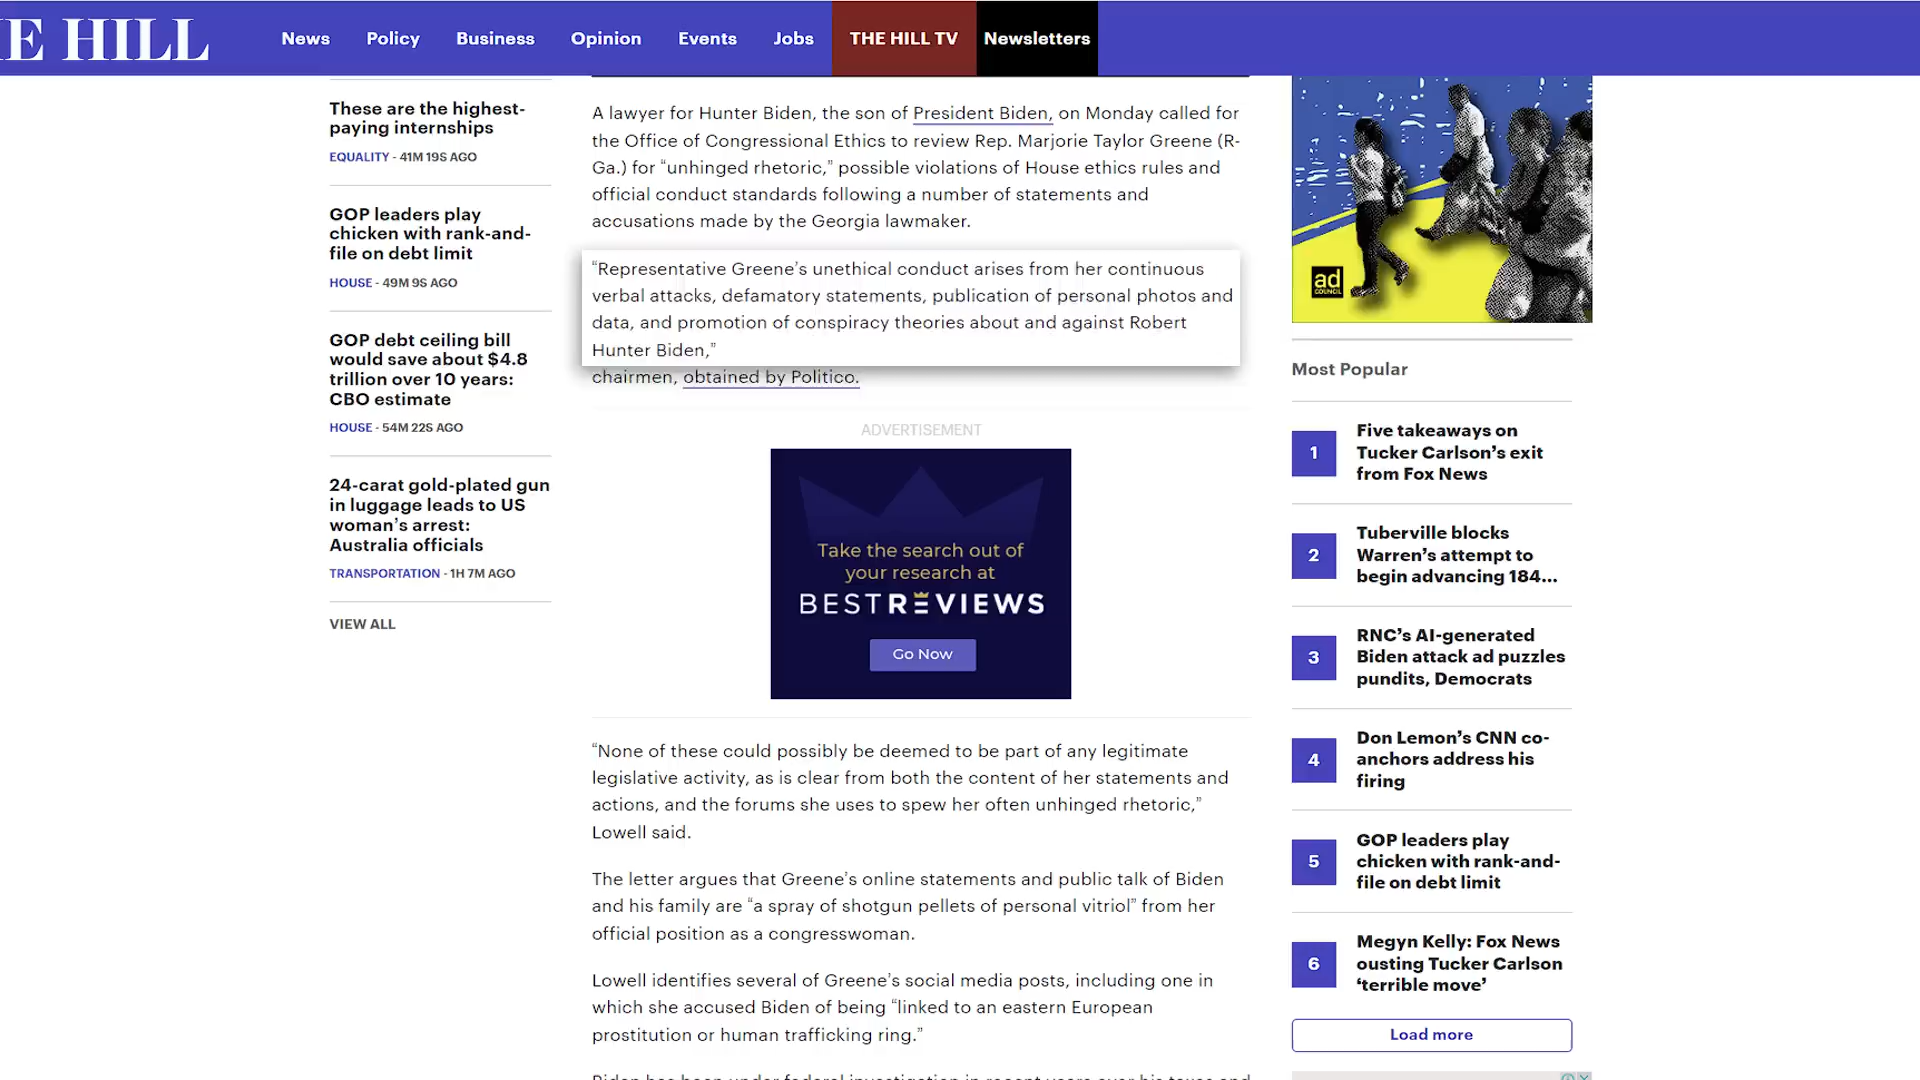 E HILL
News
Policy
Business
Opinion
Events
Jobs
THE HILL TV
Newsletters
These are the highest-
paying internships
EQUALITY - 41M 19S AGO
GOP leaders play
chicken with rank-and-
file on debt limit
HOUSE - 49M 9S AGO
GOP debt ceiling bill
would save about $4.8
trillion over 10 years:
CBO estimate
HOUSE - 54M 22S AGO
24-carat gold-plated gun
in luggage leads to US
woman’s arrest:
Australia officials
TRANSPORTATION - 1H 7M AGO
VIEW ALL
A lawyer for Hunter Biden, the son of President Biden, on Monday called for
the Office of Congressional Ethics to review Rep. Marjorie Taylor Greene (R-
Ga.) for “unhinged rhetoric,” possible violations of House ethics rules and
official conduct standards following a number of statements and
accusations made by the Georgia lawmaker.
“Representative Greene’s unethical conduct arises from her continuous
verbal attacks, defamatory statements, publication of personal photos and
data, and promotion of conspiracy theories about and against Robert
Hunter Biden,”
chairmen, obtained by Politico.
ADVERTISEMENT
Take the search out of
your research at
BESTREVIEWS
Go Now
“None of these could possibly be deemed to be part of any legitimate
legislative activity, as is clear from both the content of her statements and
actions, and the forums she uses to spew her often unhinged rhetoric,”
Lowell said.
The letter argues that Greene’s online statements and public talk of Biden
and his family are “a spray of shotgun pellets of personal vitriol” from her
official position as a congresswoman.
Lowell identifies several of Greene’s social media posts, including one in
which she accused Biden of being “linked to an eastern European
prostitution or human trafficking ring.”
Biden has been under federal investigation in recent years over his taxes and
ad
COUNCIL
Most Popular
1
Five takeaways on
Tucker Carlson’s exit
from Fox News
2
Tuberville blocks
Warren’s attempt to
begin advancing 184...
3
RNC’s AI-generated
Biden attack ad puzzles
pundits, Democrats
4
Don Lemon’s CNN co-
anchors address his
firing
5
GOP leaders play
chicken with rank-and-
file on debt limit
6
Megyn Kelly: Fox News
ousting Tucker Carlson
‘terrible move’
Load more